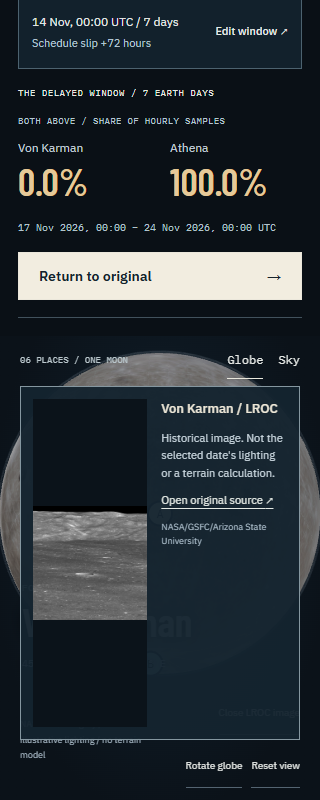 14 Nov, 00:00 UTC / 7 days
Schedule slip +72 hours
Edit window ↗
THE DELAYED WINDOW / 7 EARTH DAYS
BOTH ABOVE / SHARE OF HOURLY SAMPLES
Von Karman
Athena
0.0%
100.0%
17 Nov 2026, 00:00 – 24 Nov 2026, 00:00 UTC
Return to original →
06 PLACES / ONE MOON
Globe
Sky
Von Karman / LROC
Historical image. Not the
selected date's lighting
or a terrain calculation.
Open original source ↗
NASA/GSFC/Arizona State
University
Close LROC image
illustrative lighting / no terrain
model
Rotate globe
Reset view